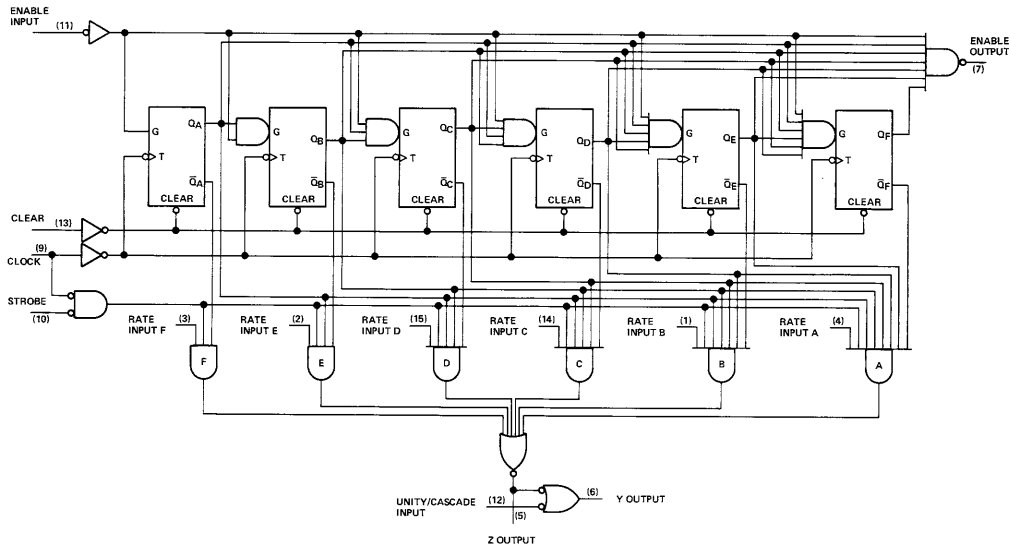 ENABLE
INPUT
(11)
ENABLE
OUTPUT
(7)
G
QA
T
Q̄A
CLEAR
G
QB
T
Q̄B
CLEAR
G
QC
T
Q̄C
CLEAR
G
QD
T
Q̄D
CLEAR
G
QE
T
Q̄E
CLEAR
G
QF
T
Q̄F
CLEAR
CLEAR
(13)
(9)
CLOCK
STROBE
(10)
RATE
INPUT F
(3)
RATE
INPUT E
(2)
RATE
INPUT D
(15)
RATE
INPUT C
(14)
RATE
INPUT B
(1)
RATE
INPUT A
(4)
F
E
D
C
B
A
UNITY/CASCADE
INPUT
(12)
(5)
(6)
Y OUTPUT
Z OUTPUT